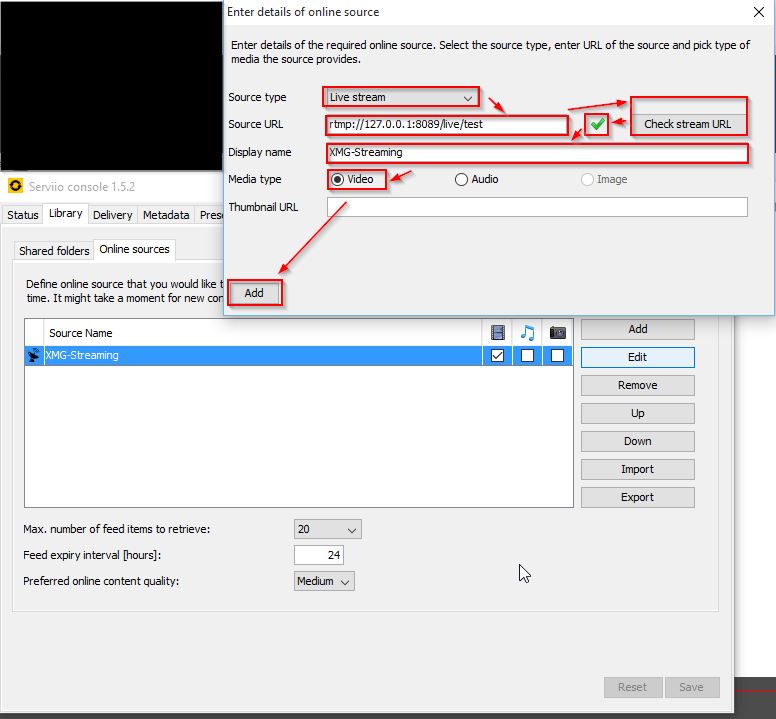 Enter details of online source
Enter details of the required online source. Select the source type, enter URL of the source and pick type of
media the source provides.
Source type
Live stream
Source URL
rtmp://127.0.0.1:8089/live/test
Check stream URL
Display name
XMG-Streaming
Media type
Video
Audio
Image
Thumbnail URL
Add
Serviio console 1.5.2
Status
Library
Delivery
Metadata
Shared folders
Online sources
Define online source that you would like
time. It might take a moment for new
Source Name
XMG-Streaming
Add
Edit
Remove
Up
Down
Import
Export
Max. number of feed items to retrieve:
20
Feed expiry interval [hours]:
24
Preferred online content quality:
Medium
Reset
Save